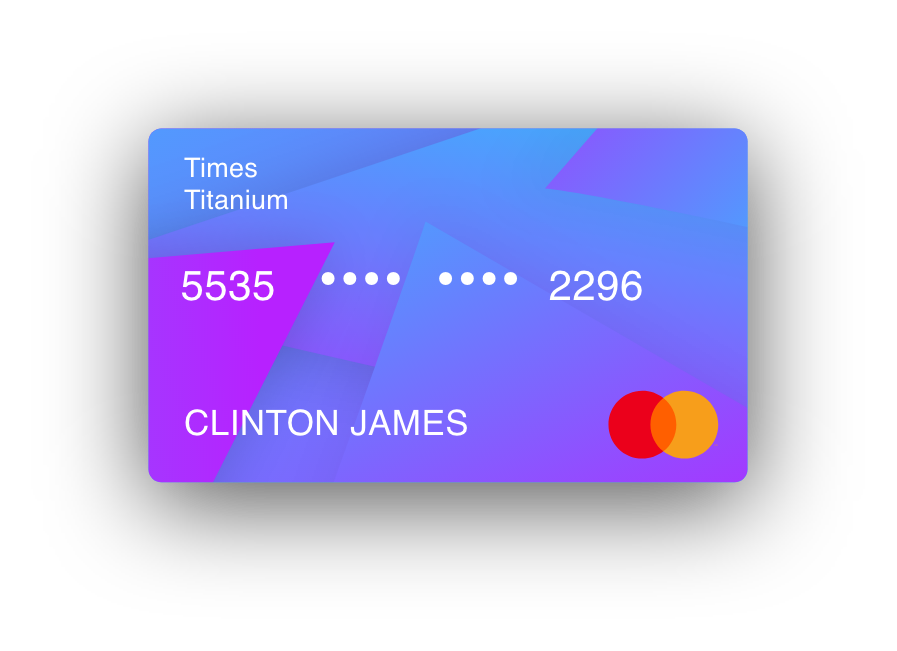 Times
Titanium
5535 •••• •••• 2296
CLINTON JAMES